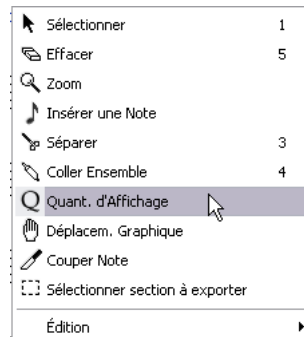 Sélectionner 1
Effacer 5
Zoom
Insérer une Note
Séparer 3
Coller Ensemble 4
Q Quant. d'Affichage
Déplacem. Graphique
Couper Note
Sélectionner section à exporter
Édition